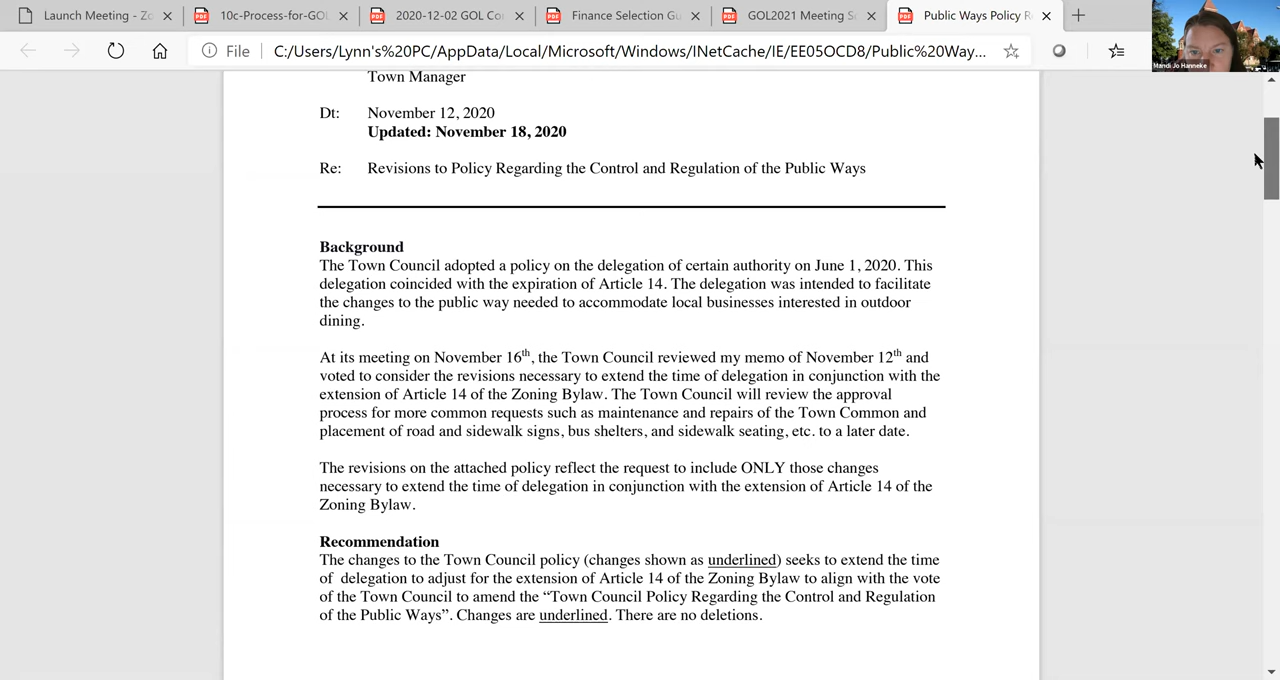 Launch Meeting - Zo
10c-Process-for-GOL
2020-12-02 GOL Co
Finance Selection Gu
GOL2021 Meeting S
Public Ways Policy R
File
C:/Users/Lynn's%20PC/AppData/Local/Microsoft/Windows/INetCache/IE/EE05OCD8/Public%20Way...
Mandi Jo Hanneke
Town Manager
Dt: November 12, 2020
Updated: November 18, 2020
Re: Revisions to Policy Regarding the Control and Regulation of the Public Ways
Background
The Town Council adopted a policy on the delegation of certain authority on June 1, 2020. This
delegation coincided with the expiration of Article 14. The delegation was intended to facilitate
the changes to the public way needed to accommodate local businesses interested in outdoor
dining.
At its meeting on November 16th, the Town Council reviewed my memo of November 12th and
voted to consider the revisions necessary to extend the time of delegation in conjunction with the
extension of Article 14 of the Zoning Bylaw. The Town Council will review the approval
process for more common requests such as maintenance and repairs of the Town Common and
placement of road and sidewalk signs, bus shelters, and sidewalk seating, etc. to a later date.
The revisions on the attached policy reflect the request to include ONLY those changes
necessary to extend the time of delegation in conjunction with the extension of Article 14 of the
Zoning Bylaw.
Recommendation
The changes to the Town Council policy (changes shown as underlined) seeks to extend the time
of delegation to adjust for the extension of Article 14 of the Zoning Bylaw to align with the vote
of the Town Council to amend the “Town Council Policy Regarding the Control and Regulation
of the Public Ways”. Changes are underlined. There are no deletions.